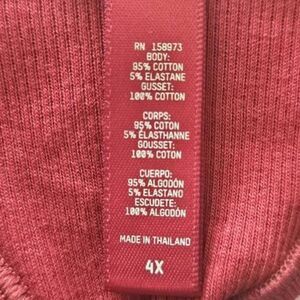 RN 158973
BODY:
95% COTTON
5% ELASTANE
GUSSET:
100% COTTON
CORPS:
95% COTON
5% ELASTHANNE
GOUSSET:
100% COTON
CUERPO:
95% ALGODÓN
5% ELASTANO
ESCUDETE:
100% ALGODÓN
MADE IN THAILAND
4X